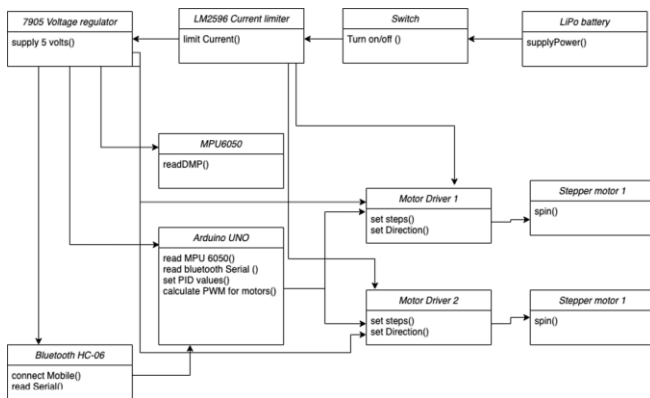 7905 Voltage regulator
supply 5 volts()
LM2596 Current limiter
limit Current()
Switch
Turn on/off ()
LiPo battery
supplyPower()
MPU6050
readDMP()
Motor Driver 1
set steps()
set Direction()
Stepper motor 1
spin()
Arduino UNO
read MPU 6050()
read bluetooth Serial ()
set PID values()
calculate PWM for motors()
Motor Driver 2
set steps()
set Direction()
Stepper motor 1
spin()
Bluetooth HC-06
connect Mobile()
read Serial()